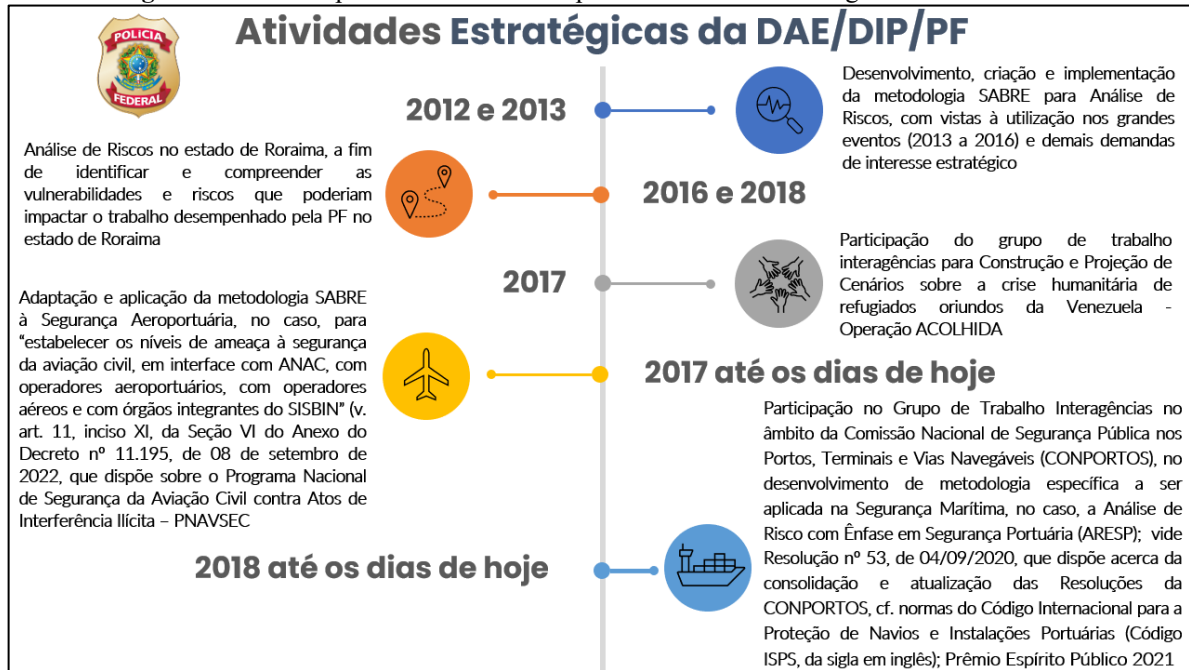 Atividades Estratégicas da DAE/DIP/PF
POLICIA
FEDERAL
2012 e 2013
Desenvolvimento, criação e implementação
da metodologia SABRE para Análise de
Riscos, com vistas à utilização nos grandes
eventos (2013 a 2016) e demais demandas
de interesse estratégico
Análise de Riscos no estado de Roraima, a fim
de identificar e compreender as
vulnerabilidades e riscos que poderiam
impactar o trabalho desempenhado pela PF no
estado de Roraima
2016 e 2018
2017
Participação do grupo de trabalho
interagências para Construção e Projeção de
Cenários sobre a crise humanitária de
refugiados oriundos da Venezuela -
Operação ACOLHIDA
Adaptação e aplicação da metodologia SABRE
à Segurança Aeroportuária, no caso, para
“estabelecer os níveis de ameaça à segurança
da aviação civil, em interface com ANAC, com
operadores aeroportuários, com operadores
aéreos e com órgãos integrantes do SISBIN” (v.
art. 11, inciso XI, da Seção VI do Anexo do
Decreto nº 11.195, de 08 de setembro de
2022, que dispõe sobre o Programa Nacional
de Segurança da Aviação Civil contra Atos de
Interferência Ilícita – PNAVSEC
2017 até os dias de hoje
2018 até os dias de hoje
Participação no Grupo de Trabalho Interagências no
âmbito da Comissão Nacional de Segurança Pública nos
Portos, Terminais e Vias Navegáveis (CONPORTOS), no
desenvolvimento de metodologia específica a ser
aplicada na Segurança Marítima, no caso, a Análise de
Risco com Ênfase em Segurança Portuária (ARESP); vide
Resolução nº 53, de 04/09/2020, que dispõe acerca da
consolidação e atualização das Resoluções da
CONPORTOS, cf. normas do Código Internacional para a
Proteção de Navios e Instalações Portuárias (Código
ISPS, da sigla em inglês); Prêmio Espírito Público 2021